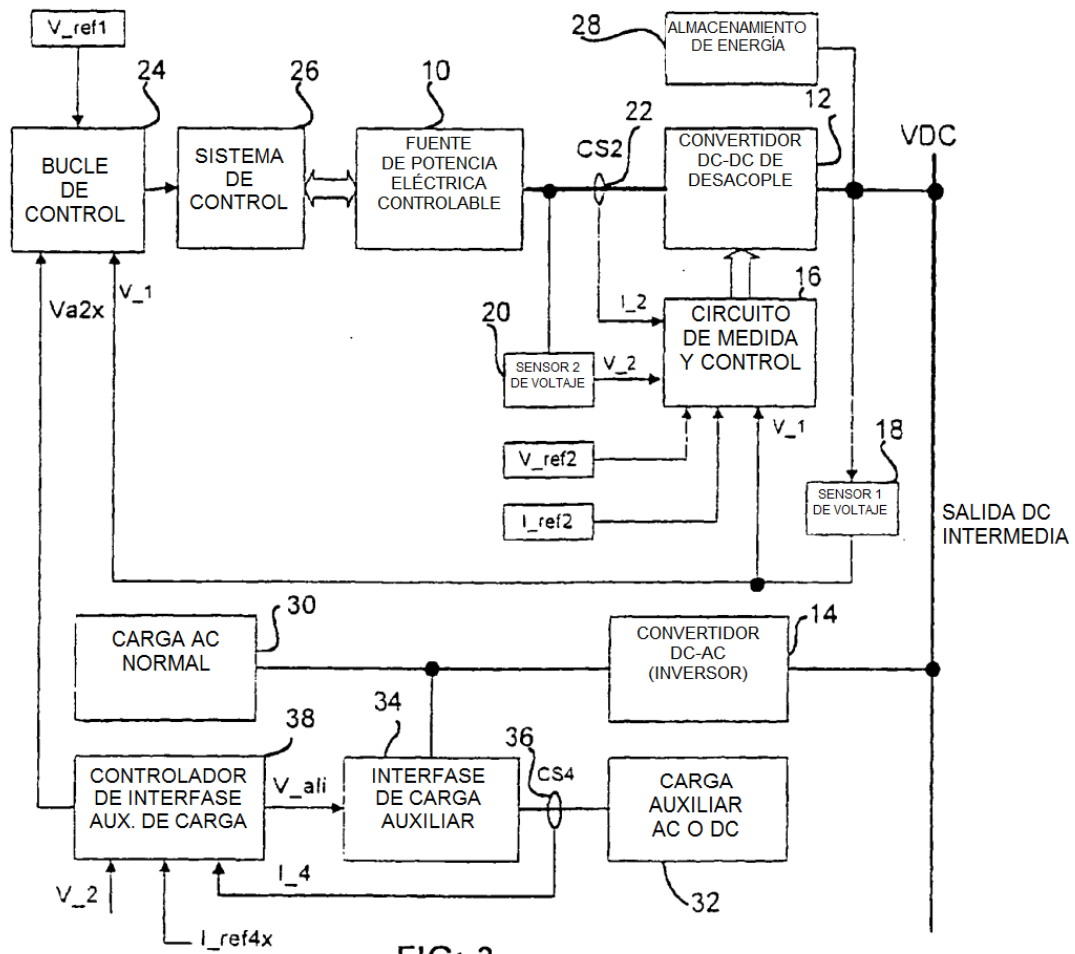 V_ref1
24
26
10
28
ALMACENAMIENTO
DE ENERGÍA
12
22
CS2
VDC
BUCLE
DE
CONTROL
SISTEMA
DE
CONTROL
FUENTE
DE POTENCIA
ELÉCTRICA
CONTROLABLE
CONVERTIDOR
DC-DC DE
DESACOPLE
Va2x
V_1
16
I_2
CIRCUITO
DE MEDIDA
Y CONTROL
20
SENSOR 2
DE VOLTAJE
V_2
V_1
18
V_ref2
I_ref2
SENSOR 1
DE VOLTAJE
SALIDA DC
INTERMEDIA
30
CARGA AC
NORMAL
14
CONVERTIDOR
DC-AC
(INVERSOR)
38
34
36
CS4
CONTROLADOR
DE INTERFASE
AUX. DE CARGA
V_ali
INTERFASE
DE CARGA
AUXILIAR
CARGA
AUXILIAR
AC O DC
I_4
32
V_2
I_ref4x